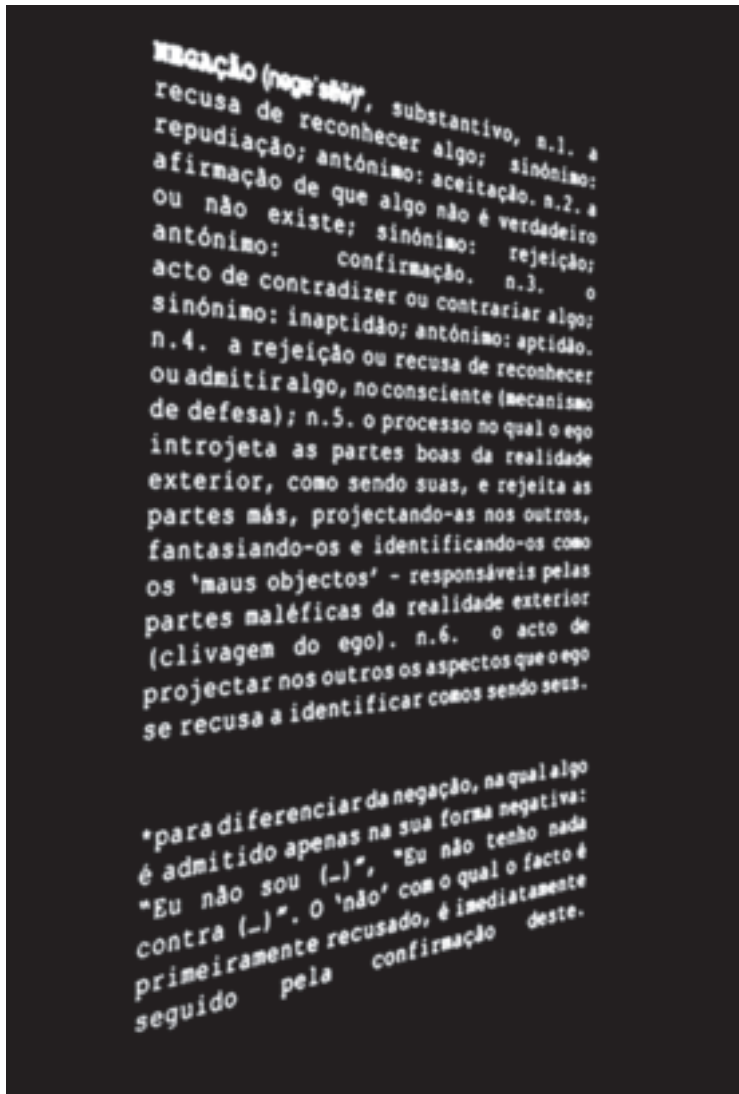 NEGAÇÃO (nega'sẽw)*, substantivo, n.1. a
recusa de reconhecer algo; sinónimo:
repudiação; antónimo: aceitação. n.2. a
afirmação de que algo não é verdadeiro
ou não existe; sinónimo: rejeição;
antónimo: confirmação. n.3. o
acto de contradizer ou contrariar algo;
sinónimo: inaptidão; antónimo: aptidão.
n.4. a rejeição ou recusa de reconhecer
ou admitir algo, no consciente (mecanismo
de defesa); n.5. o processo no qual o ego
introjeta as partes boas da realidade
exterior, como sendo suas, e rejeita as
partes más, projectando-as nos outros,
fantasiando-os e identificando-os como
os 'maus objectos' - responsáveis pelas
partes maléficas da realidade exterior
(clivagem do ego). n.6. o acto de
projectar nos outros os aspectos que o ego
se recusa a identificar comos sendo seus.
*para diferenciar da negação, na qual algo
é admitido apenas na sua forma negativa:
"Eu não sou (…)", "Eu não tenho nada
contra (…)". O 'não' com o qual o facto é
primeiramente recusado, é imediatamente
seguido pela confirmação deste.